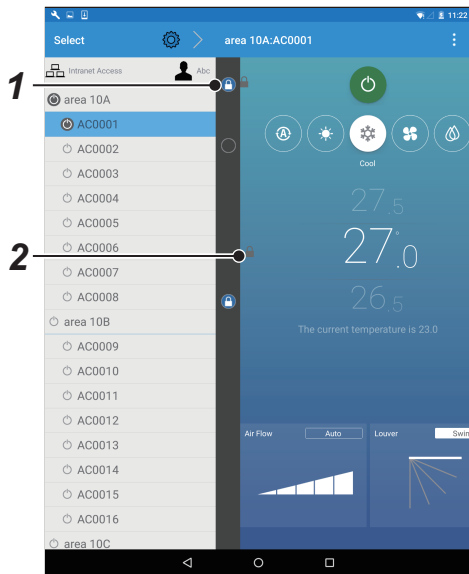 11:22
Select
area 10A:AC0001
Intranet Access
Abc
1
area 10A
AC0001
AC0002
AC0003
AC0004
AC0005
AC0006
AC0007
AC0008
area 10B
AC0009
AC0010
AC0011
AC0012
AC0013
AC0014
AC0015
AC0016
area 10C
2
A
Cool
27.5
27.0°
26.5
The current temperature is 23.0
Air Flow
Auto
Louver
Swin